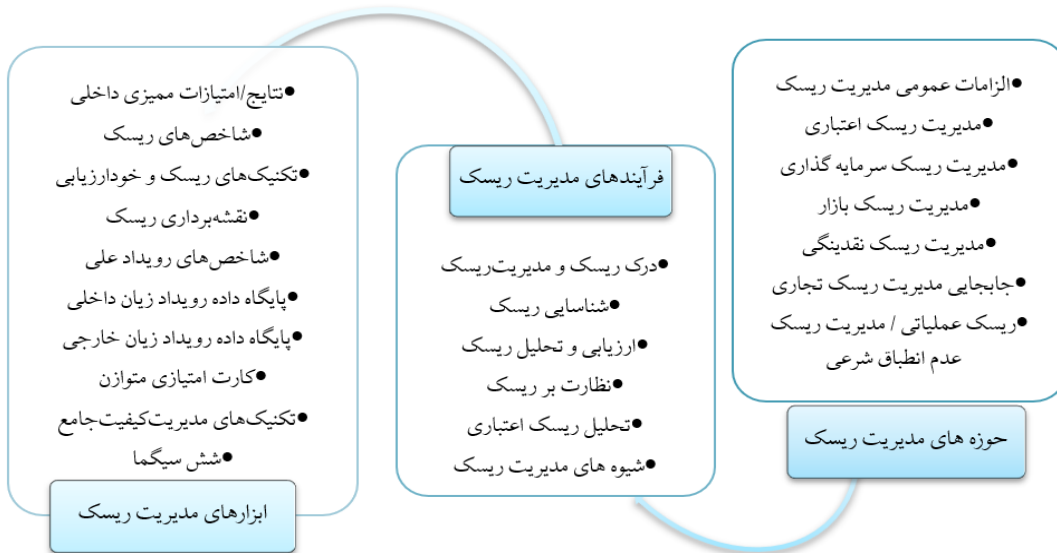 الزامات عمومی مدیریت ریسک
مدیریت ریسک اعتباری
مدیریت ریسک سرمایه گذاری
مدیریت ریسک بازار
مدیریت ریسک نقدینگی
جابجایی مدیریت ریسک تجاری
ریسک عملیاتی / مدیریت ریسک
عدم انطباق شرعی
حوزه های مدیریت ریسک
فرآیندهای مدیریت ریسک
درک ریسک و مدیریت‌ریسک
شناسایی ریسک
ارزیابی و تحلیل ریسک
نظارت بر ریسک
تحلیل ریسک اعتباری
شیوه های مدیریت ریسک
نتایج/امتیازات ممیزی داخلی
شاخص‌های ریسک
تکنیک‌های ریسک و خودارزیابی
نقشه‌برداری ریسک
شاخص‌های رویداد علی
پایگاه داده رویداد زیان داخلی
پایگاه داده رویداد زیان خارجی
کارت امتیازی متوازن
تکنیک‌های مدیریت‌کیفیت‌جامع
شش سیگما
ابزارهای مدیریت ریسک